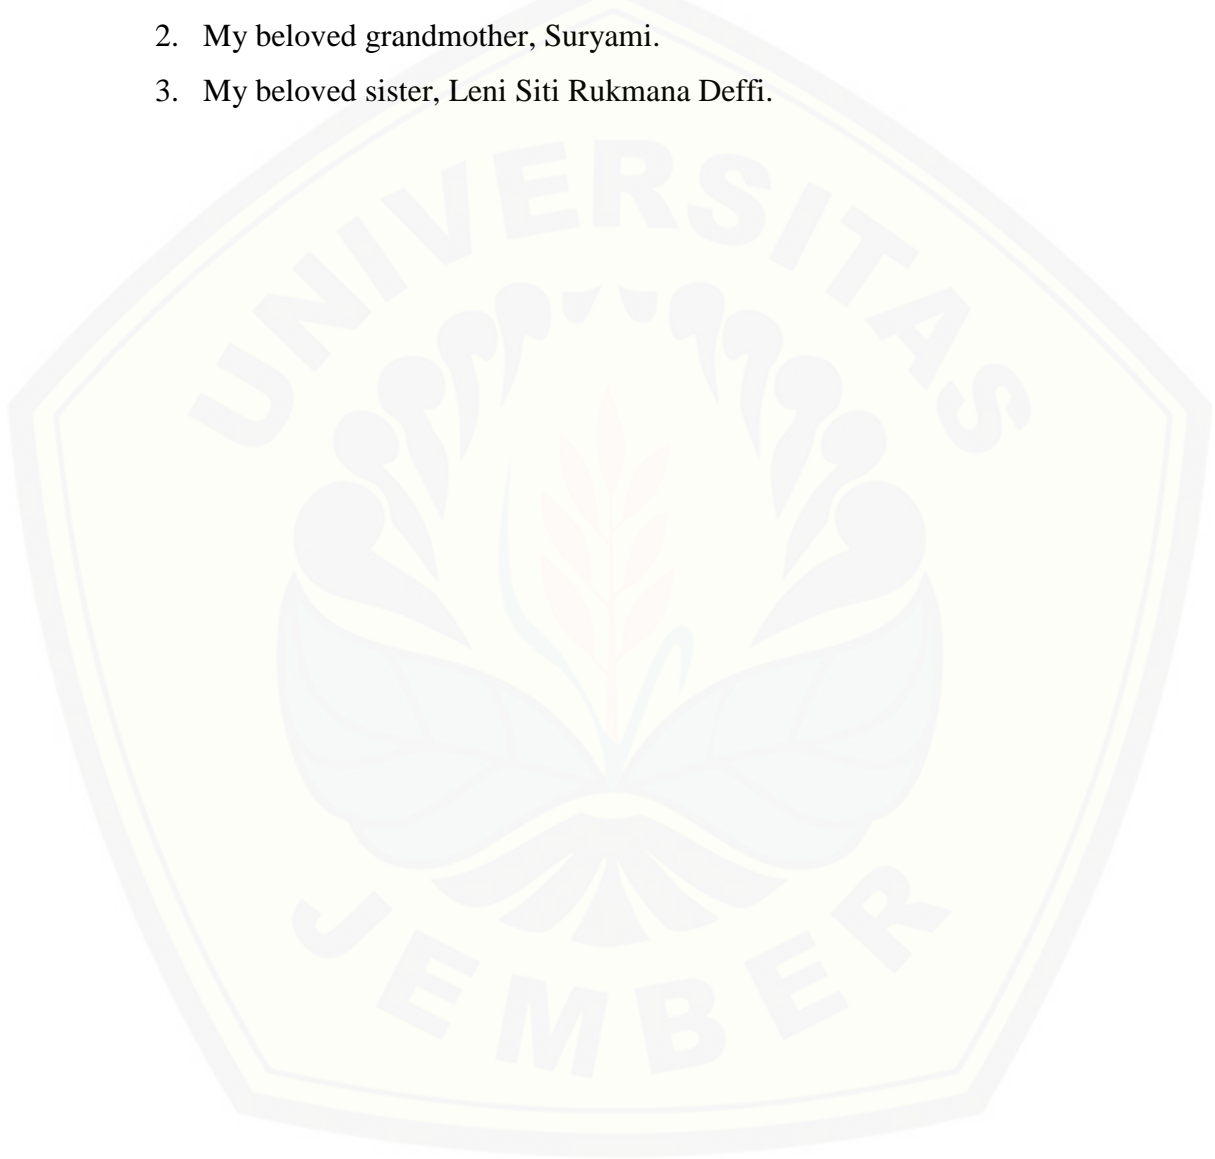 2. My beloved grandmother, Suryami.
3. My beloved sister, Leni Siti Rukmana Deffi.
UNIVERSITAS
JEMBER